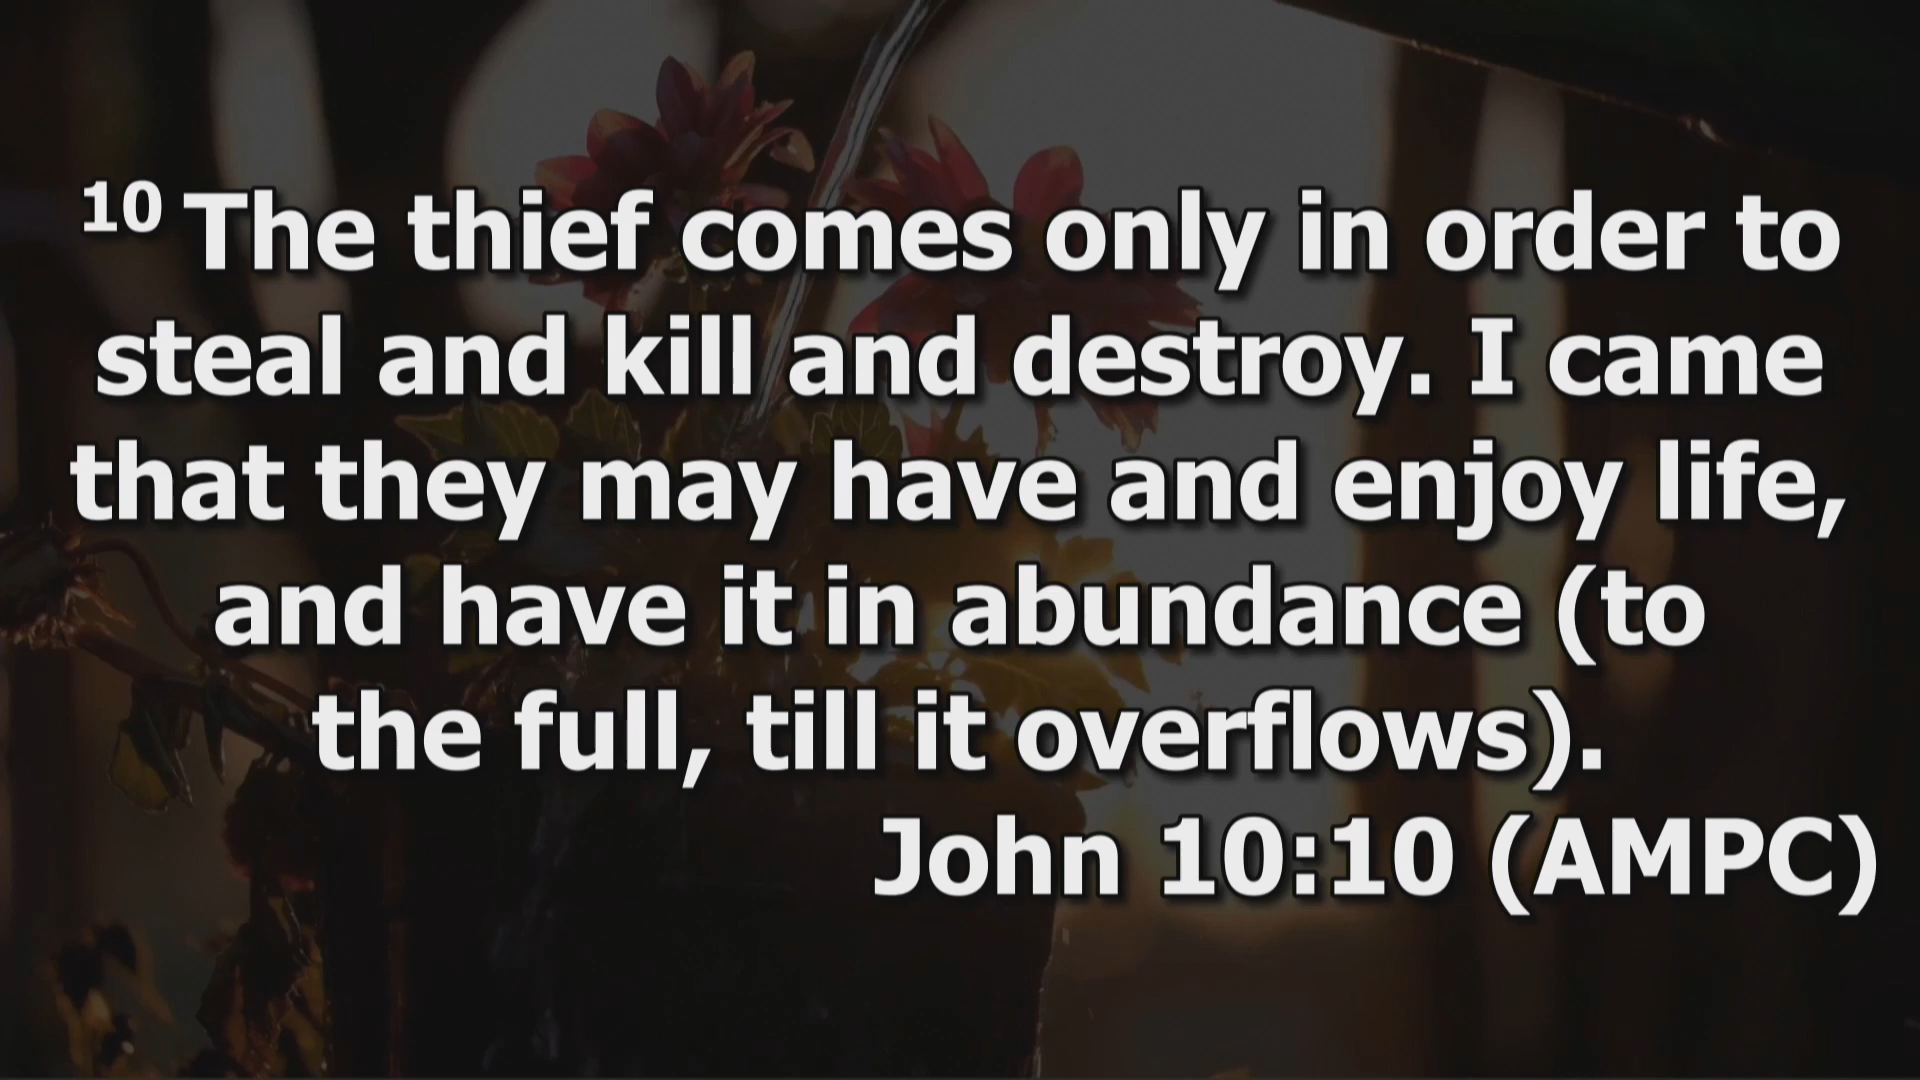 10 The thief comes only in order to
steal and kill and destroy. I came
that they may have and enjoy life,
and have it in abundance (to
the full, till it overflows).
John 10:10 (AMPC)